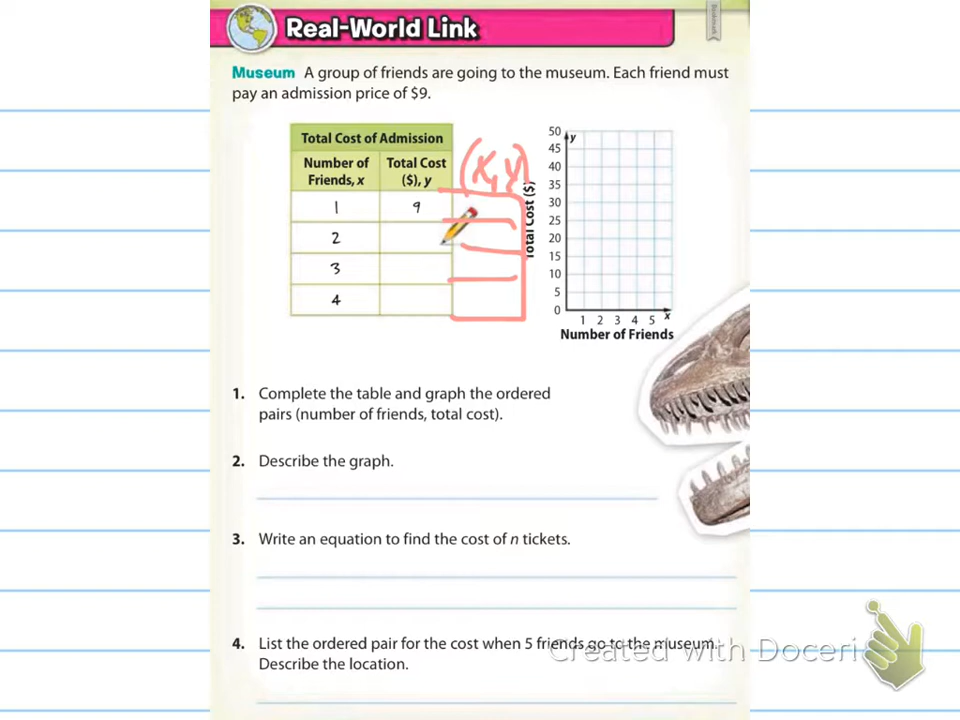 Real-World Link
Bookmark
Museum A group of friends are going to the museum. Each friend must
pay an admission price of $9.
Total Cost of Admission
Number of Friends, x
Total Cost ($), y
(x, y)
1 9
2
3
4
50
45
40
35
30
25
20
15
10
5
0
y
Total Cost ($)
1 2 3 4 5 x
Number of Friends
1. Complete the table and graph the ordered
pairs (number of friends, total cost).
2. Describe the graph.
3. Write an equation to find the cost of n tickets.
4. List the ordered pair for the cost when 5 friends go to the museum.
Describe the location.
Created with Doceri